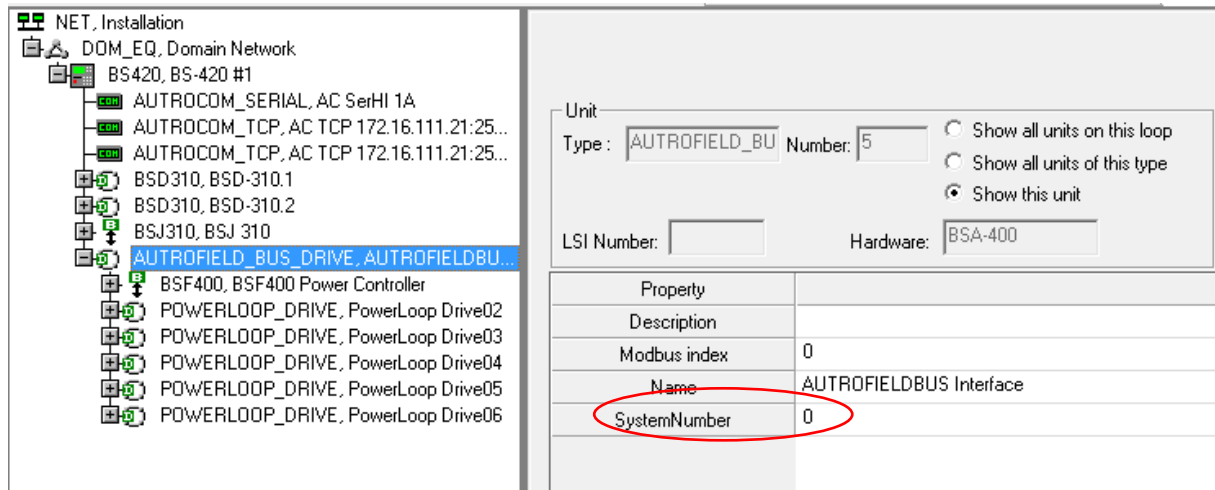 NET, Installation
DOM_EQ, Domain Network
BS420, BS-420 #1
AUTROCOM_SERIAL, AC SerHI 1A
AUTROCOM_TCP, AC TCP 172.16.111.21:25...
AUTROCOM_TCP, AC TCP 172.16.111.21:25...
BSD310, BSD-310.1
BSD310, BSD-310.2
BSJ310, BSJ 310
AUTROFIELD_BUS_DRIVE, AUTROFIELDBU...
BSF400, BSF400 Power Controller
POWERLOOP_DRIVE, PowerLoop Drive02
POWERLOOP_DRIVE, PowerLoop Drive03
POWERLOOP_DRIVE, PowerLoop Drive04
POWERLOOP_DRIVE, PowerLoop Drive05
POWERLOOP_DRIVE, PowerLoop Drive06
Unit
Type : AUTROFIELD_BU Number: 5
Show all units on this loop
Show all units of this type
Show this unit
LSI Number: Hardware: BSA-400
Property
Description
Modbus index 0
Name AUTROFIELDBUS Interface
SystemNumber 0